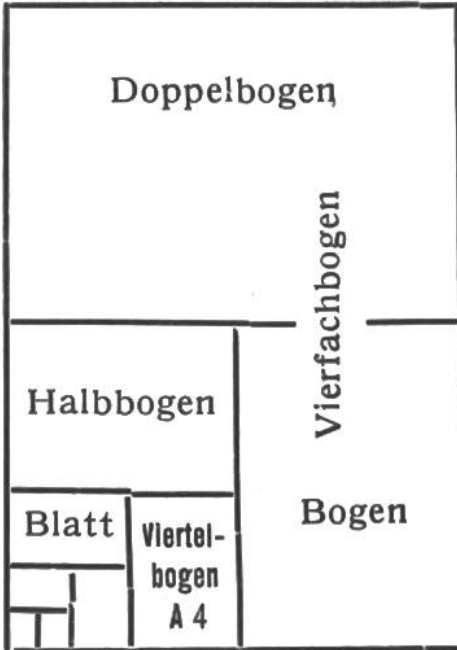 Doppelbogen
Vierfachbogen
Halbbogen
Bogen
Blatt
Viertel-
bogen
A 4